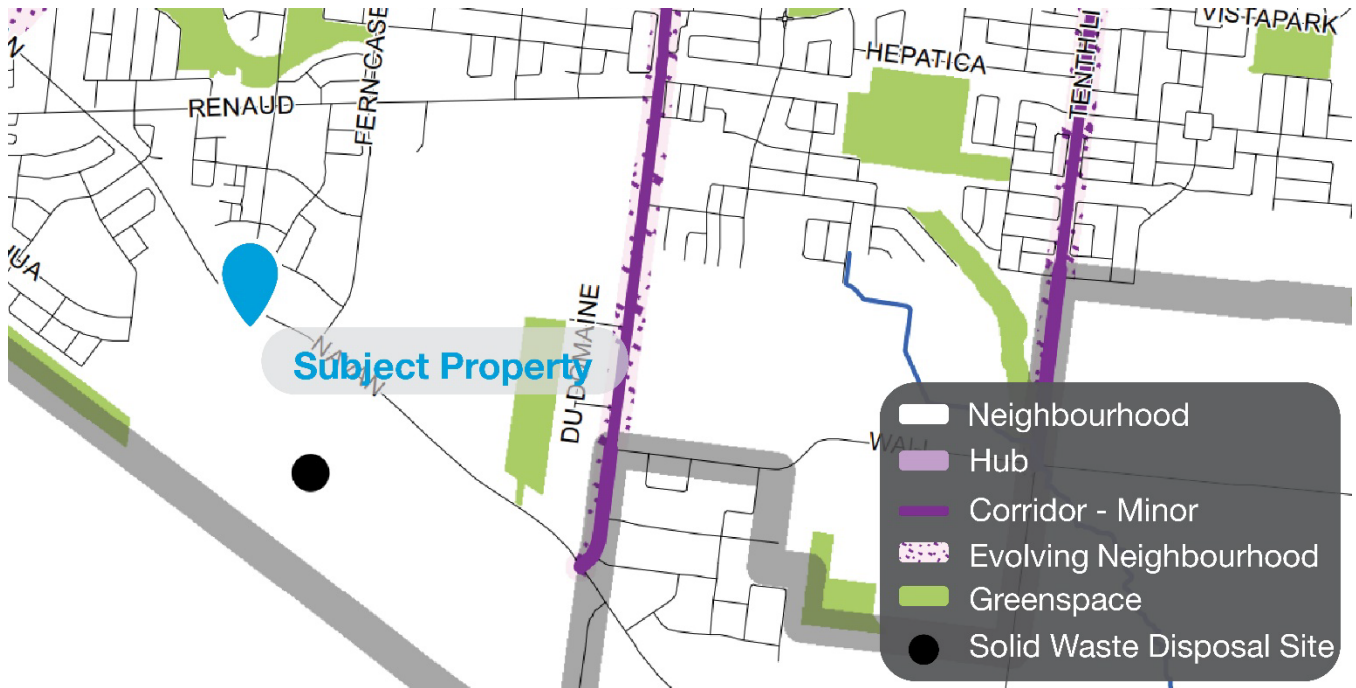 VISTAPARK
HEPATICA
TENTH LI
FERN CASE
RENAUD
DU DOMAINE
NAVAN
Subject Property
WALL
Neighbourhood
Hub
Corridor - Minor
Evolving Neighbourhood
Greenspace
Solid Waste Disposal Site